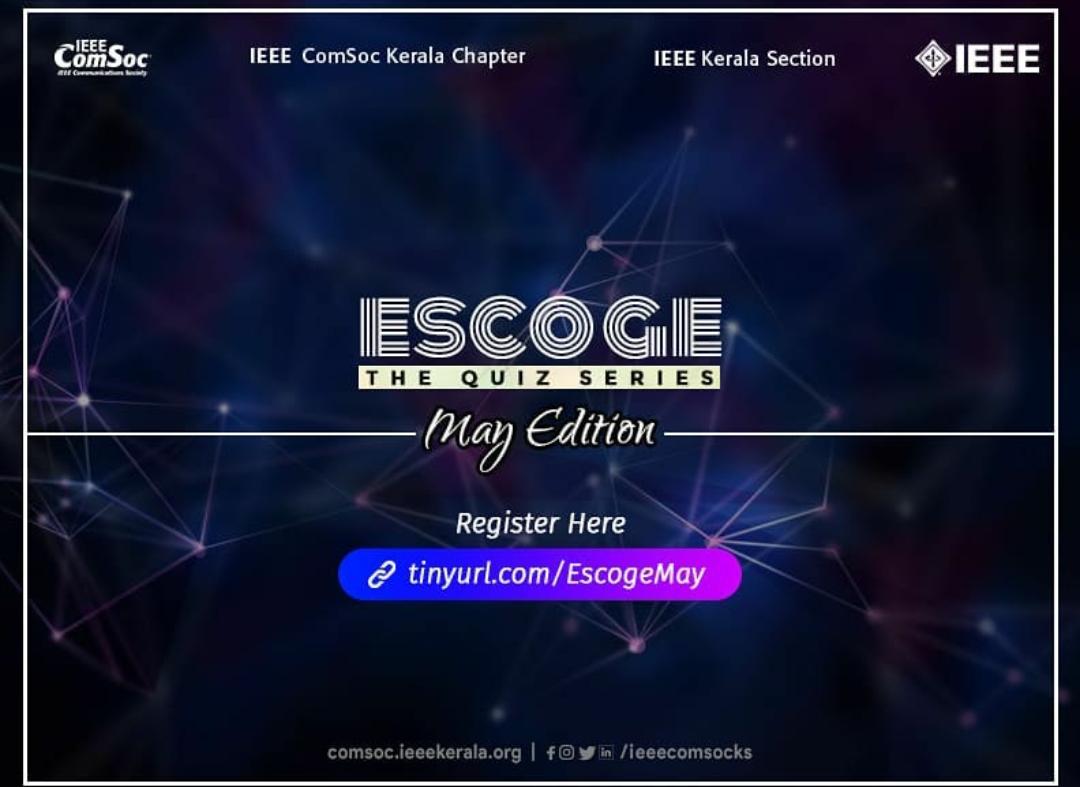 IEEE
ComSoc
IEEE Communications Society
IEEE ComSoc Kerala Chapter
IEEE Kerala Section
IEEE
ESCOGE
THE QUIZ SERIES
May Edition
Register Here
tinyurl.com/EscogeMay
comsoc.ieeekerala.org | /ieeecomsocks